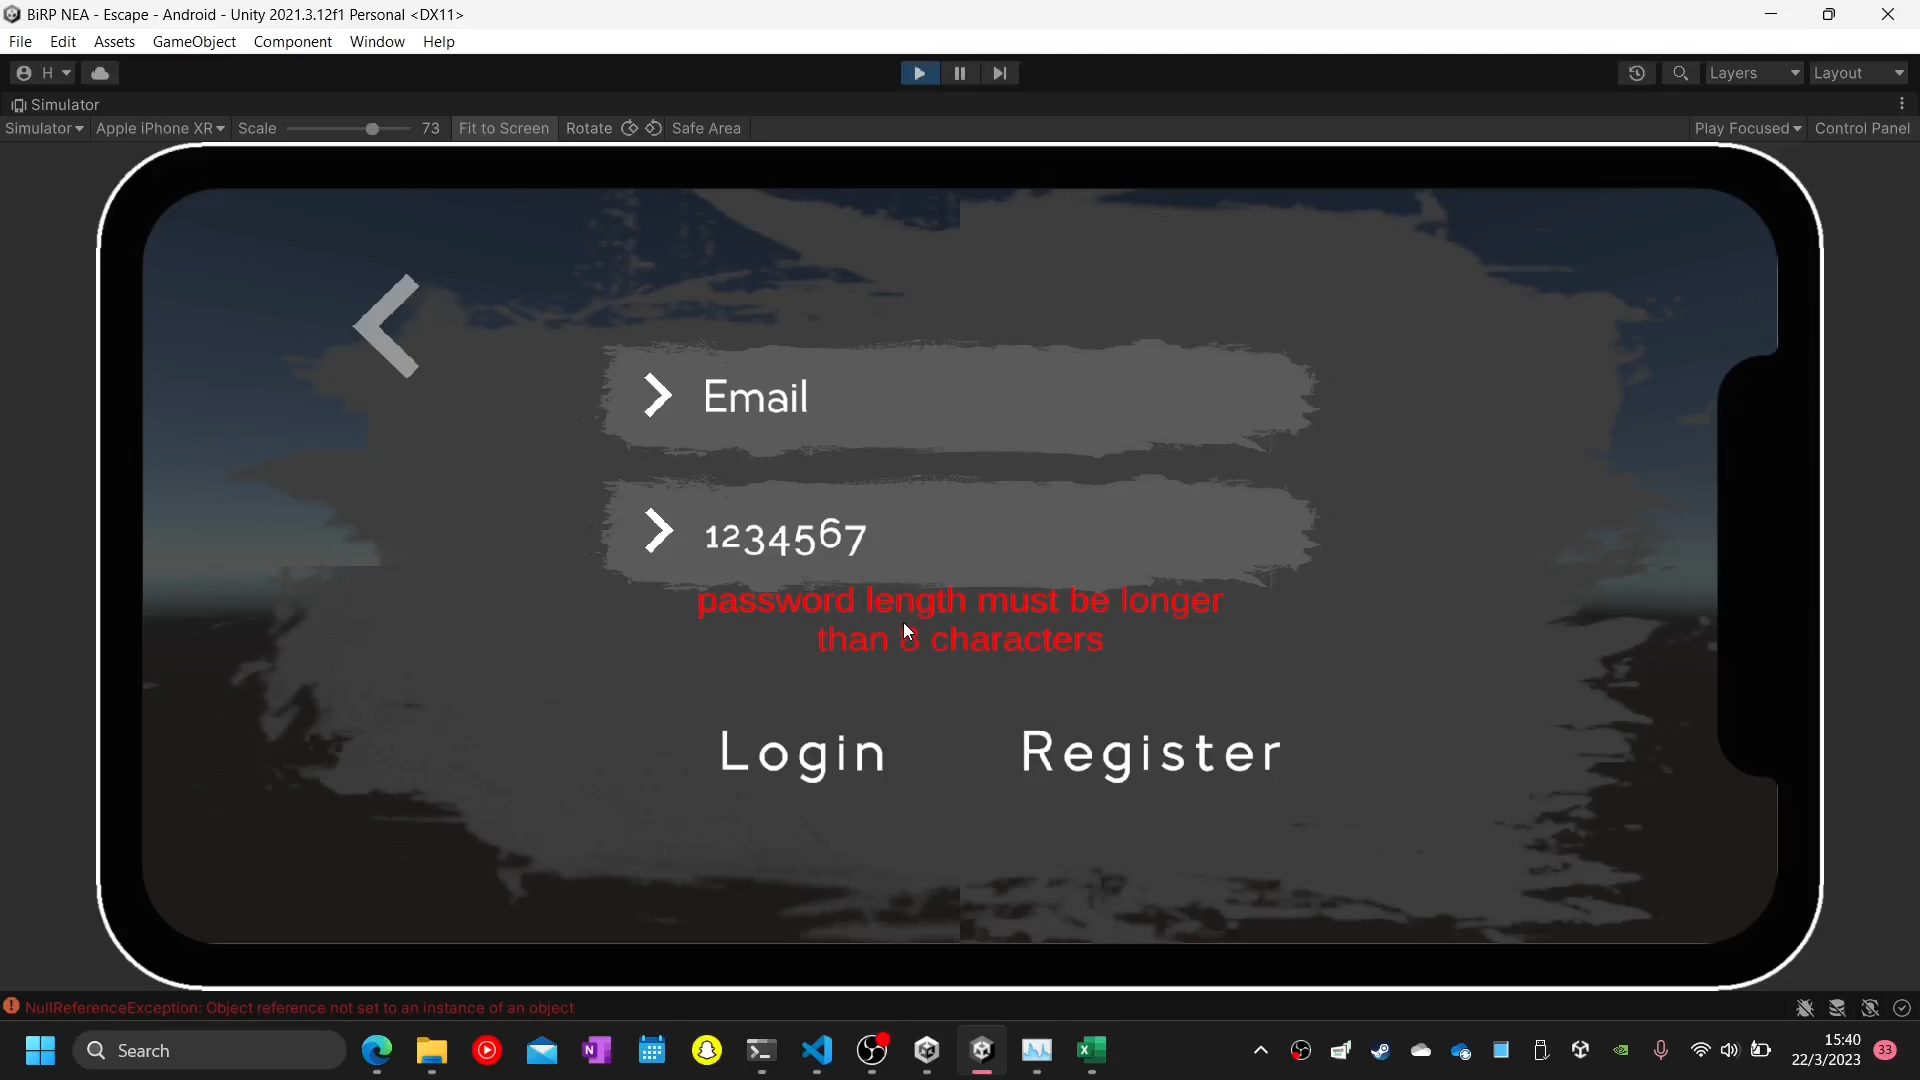 BiRP NEA - Escape - Android - Unity 2021.3.12f1 Personal <DX11>
File Edit Assets GameObject Component Window Help
H Layers Layout
Simulator
Simulator Apple iPhone XR Scale 73 Fit to Screen Rotate Safe Area Play Focused Control Panel
Email
1234567
password length must be longer
than 8 characters
Login Register
NullReferenceException: Object reference not set to an instance of an object
Search
15:40
22/3/2023
33